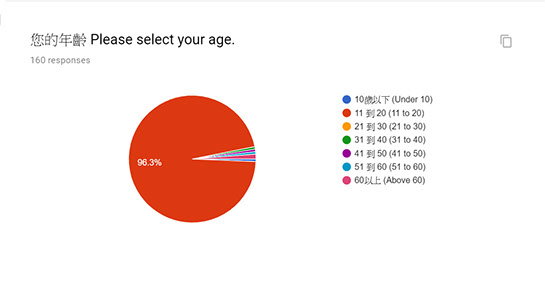 您的年齡 Please select your age.
160 responses
96.3%
10歲以下 (Under 10)
11 到 20 (11 to 20)
21 到 30 (21 to 30)
31 到 40 (31 to 40)
41 到 50 (41 to 50)
51 到 60 (51 to 60)
60以上 (Above 60)